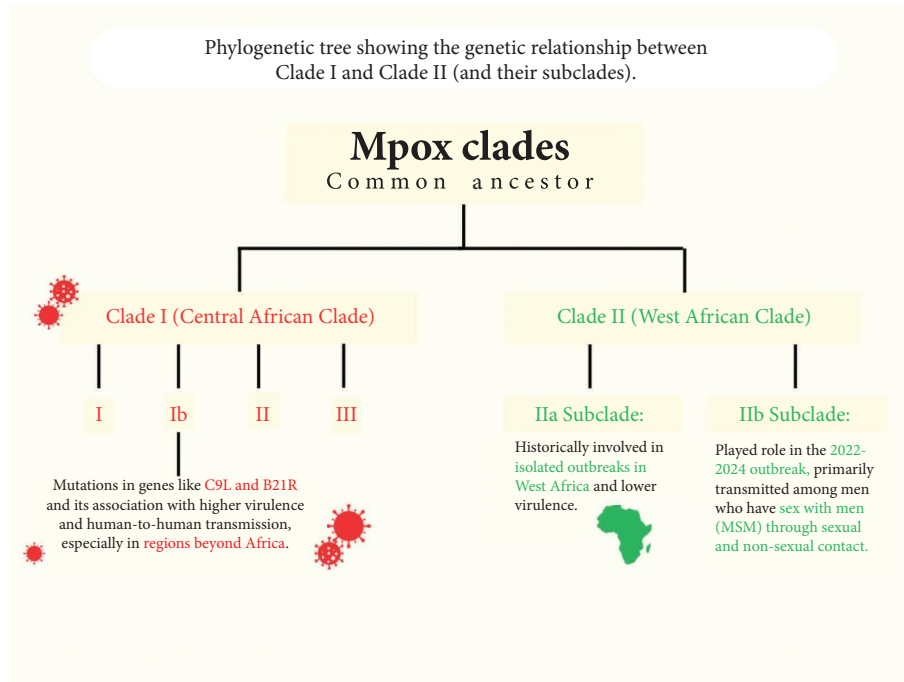 Phylogenetic tree showing the genetic relationship between
Clade I and Clade II (and their subclades).
Mpox clades
Common ancestor
Clade I (Central African Clade)
Clade II (West African Clade)
I
Ib
II
III
IIa Subclade:
IIb Subclade:
Mutations in genes like C9L and B21R
and its association with higher virulence
and human-to-human transmission,
especially in regions beyond Africa.
Historically involved in
isolated outbreaks in
West Africa and lower
virulence.
Played role in the 2022-
2024 outbreak, primarily
transmitted among men
who have sex with men
(MSM) through sexual
and non-sexual contact.